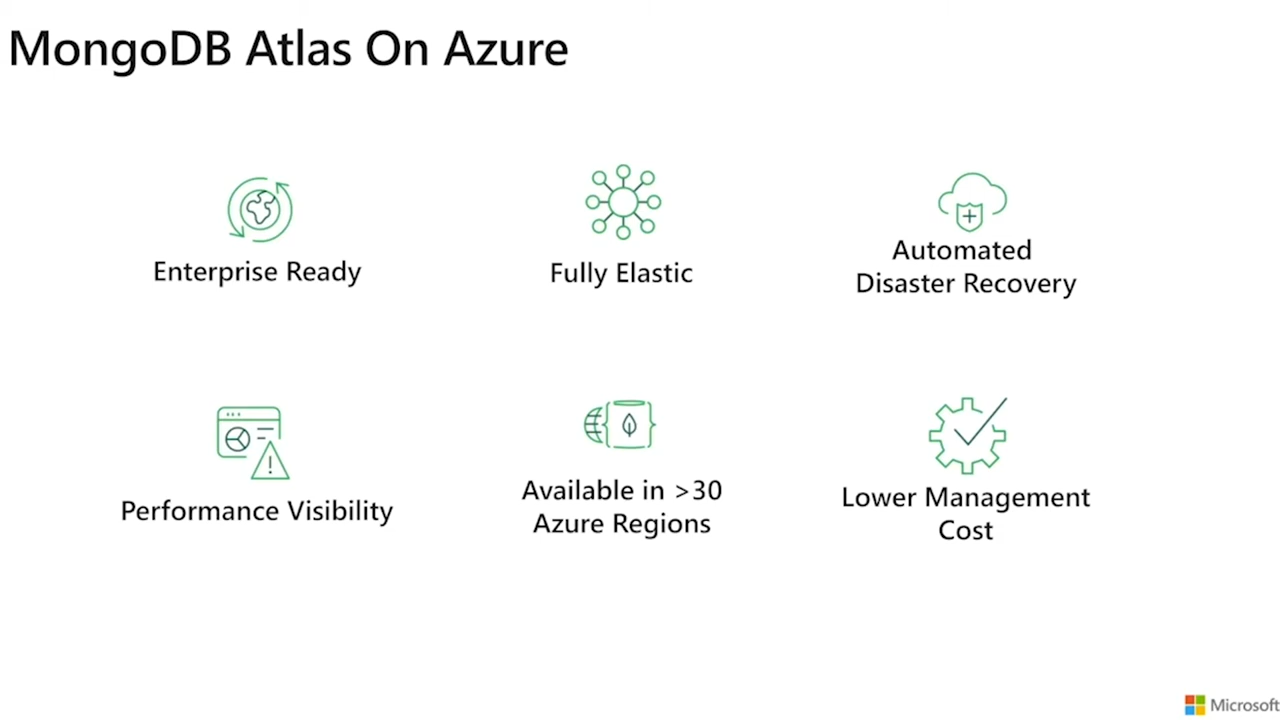 MongoDB Atlas On Azure
Enterprise Ready
Fully Elastic
Automated
Disaster Recovery
Performance Visibility
Available in >30
Azure Regions
Lower Management
Cost
Microsoft